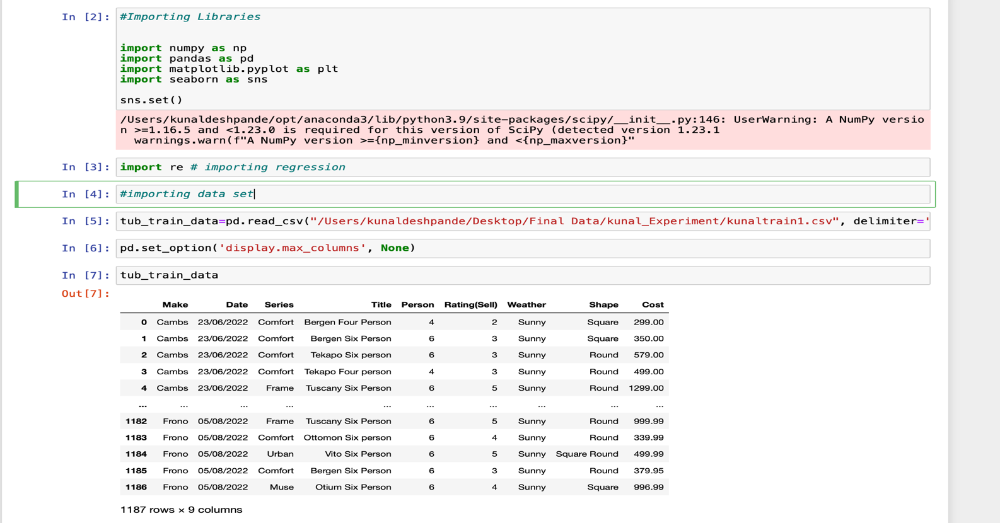 In [2]: #Importing Libraries
import numpy as np
import pandas as pd
import matplotlib.pyplot as plt
import seaborn as sns
sns.set()
/Users/kunaldeshpande/opt/anaconda3/lib/python3.9/site-packages/scipy/__init__.py:146: UserWarning: A NumPy versio
n >=1.16.5 and <1.23.0 is required for this version of SciPy (detected version 1.23.1
  warnings.warn(f"A NumPy version >={np_minversion} and <{np_maxversion}"
In [3]: import re # importing regression
In [4]: #importing data set
In [5]: tub_train_data=pd.read_csv("/Users/kunaldeshpande/Desktop/Final Data/kunal_Experiment/kunaltrain1.csv", delimiter='
In [6]: pd.set_option('display.max_columns', None)
In [7]: tub_train_data
Out[7]:
Make Date Series Title Person Rating(Sell) Weather Shape Cost
0 Cambs 23/06/2022 Comfort Bergen Four Person 4 2 Sunny Square 299.00
1 Cambs 23/06/2022 Comfort Bergen Six Person 6 3 Sunny Square 350.00
2 Cambs 23/06/2022 Comfort Tekapo Six person 6 3 Sunny Round 579.00
3 Cambs 23/06/2022 Comfort Tekapo Four person 4 3 Sunny Round 499.00
4 Cambs 23/06/2022 Frame Tuscany Six Person 6 5 Sunny Round 1299.00
... ... ... ... ... ... ... ... ... ...
1182 Frono 05/08/2022 Frame Tuscany Six Person 6 5 Sunny Round 999.99
1183 Frono 05/08/2022 Comfort Ottomon Six person 6 4 Sunny Round 339.99
1184 Frono 05/08/2022 Urban Vito Six Person 6 5 Sunny Square Round 499.99
1185 Frono 05/08/2022 Comfort Bergen Six Person 6 3 Sunny Round 379.95
1186 Frono 05/08/2022 Muse Otium Six Person 6 4 Sunny Square 996.99
1187 rows × 9 columns